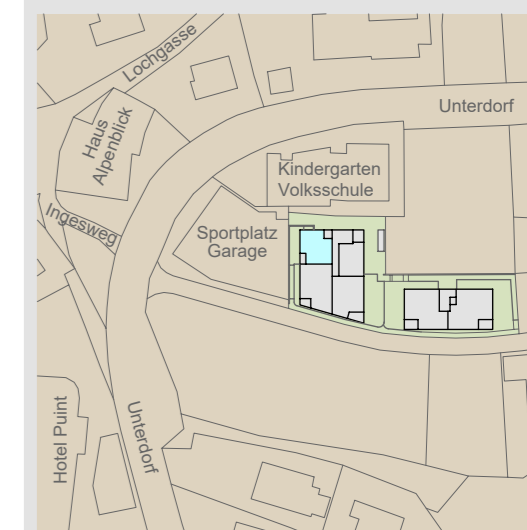 Lochgasse
Unterdorf
Haus
Alpenblick
Kindergarten
Volksschule
Ingesweg
Sportplatz
Garage
Hotel Puint
Unterdorf